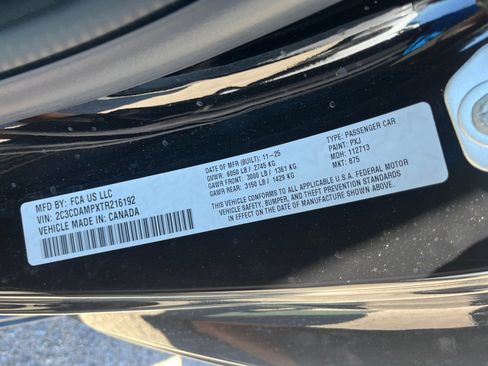 MFD BY: FCA US LLC
VIN: 2C3CDAMPXTR216192
VEHICLE MADE IN: CANADA
DATE OF MFR (BUILT): 11-25
GVWR: 6050 LB / 2745 KG
GAWR FRONT: 3000 LB / 1361 KG
GAWR REAR: 3150 LB / 1429 KG
TYPE: PASSENGER CAR
PAINT: PXJ
MDH: 112713
MKT: 875
THIS VEHICLE CONFORMS TO ALL APPLICABLE U.S.A. FEDERAL MOTOR
VEHICLE SAFETY, BUMPER, AND THEFT PREVENTION STANDARDS
IN EFFECT ON THE DATE OF MANUFACTURE SHOWN ABOVE.